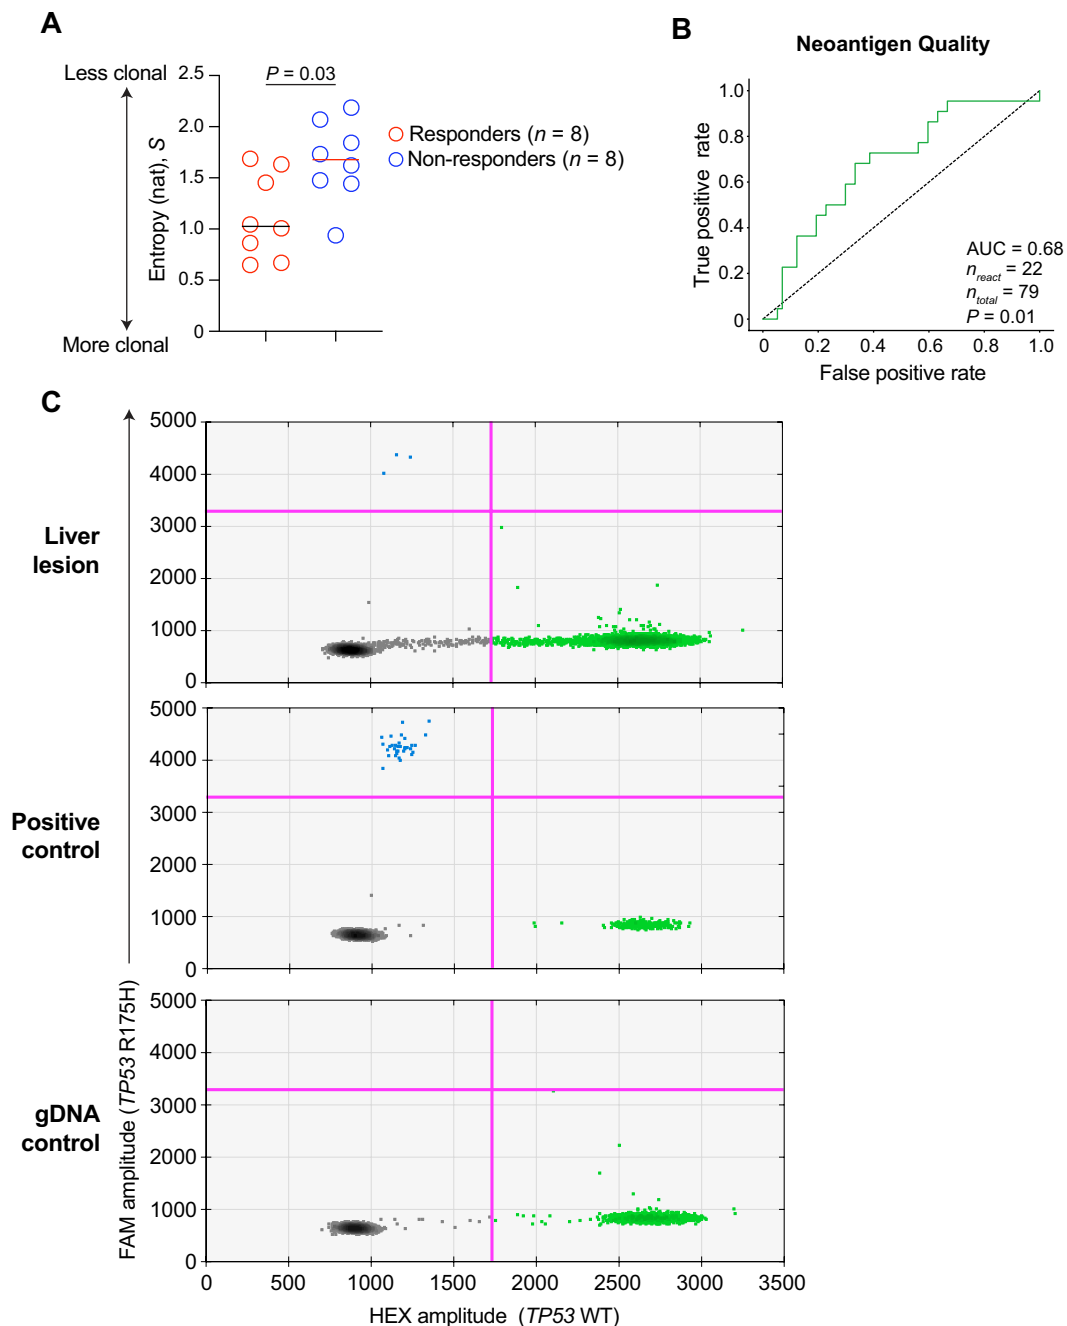 A
Less clonal
More clonal
Entropy (nat), S
2.5
2.0
1.5
1.0
0.5
0
P = 0.03
Responders (n = 8)
Non-responders (n = 8)
B
Neoantigen Quality
True positive rate
1.0
0.8
0.6
0.4
0.2
0
AUC = 0.68
nreact = 22
ntotal = 79
P = 0.01
0 0.2 0.4 0.6 0.8 1.0
False positive rate
C
FAM amplitude (TP53 R175H)
Liver
lesion
5000
4000
3000
2000
1000
0
Positive
control
5000
4000
3000
2000
1000
0
gDNA
control
5000
4000
3000
2000
1000
0
0 500 1000 1500 2000 2500 3000 3500
HEX amplitude (TP53 WT)